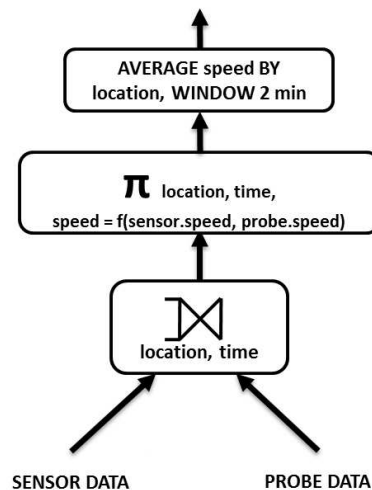 AVERAGE speed BY
location, WINDOW 2 min
π location, time,
speed = f(sensor.speed, probe.speed)
location, time
SENSOR DATA PROBE DATA